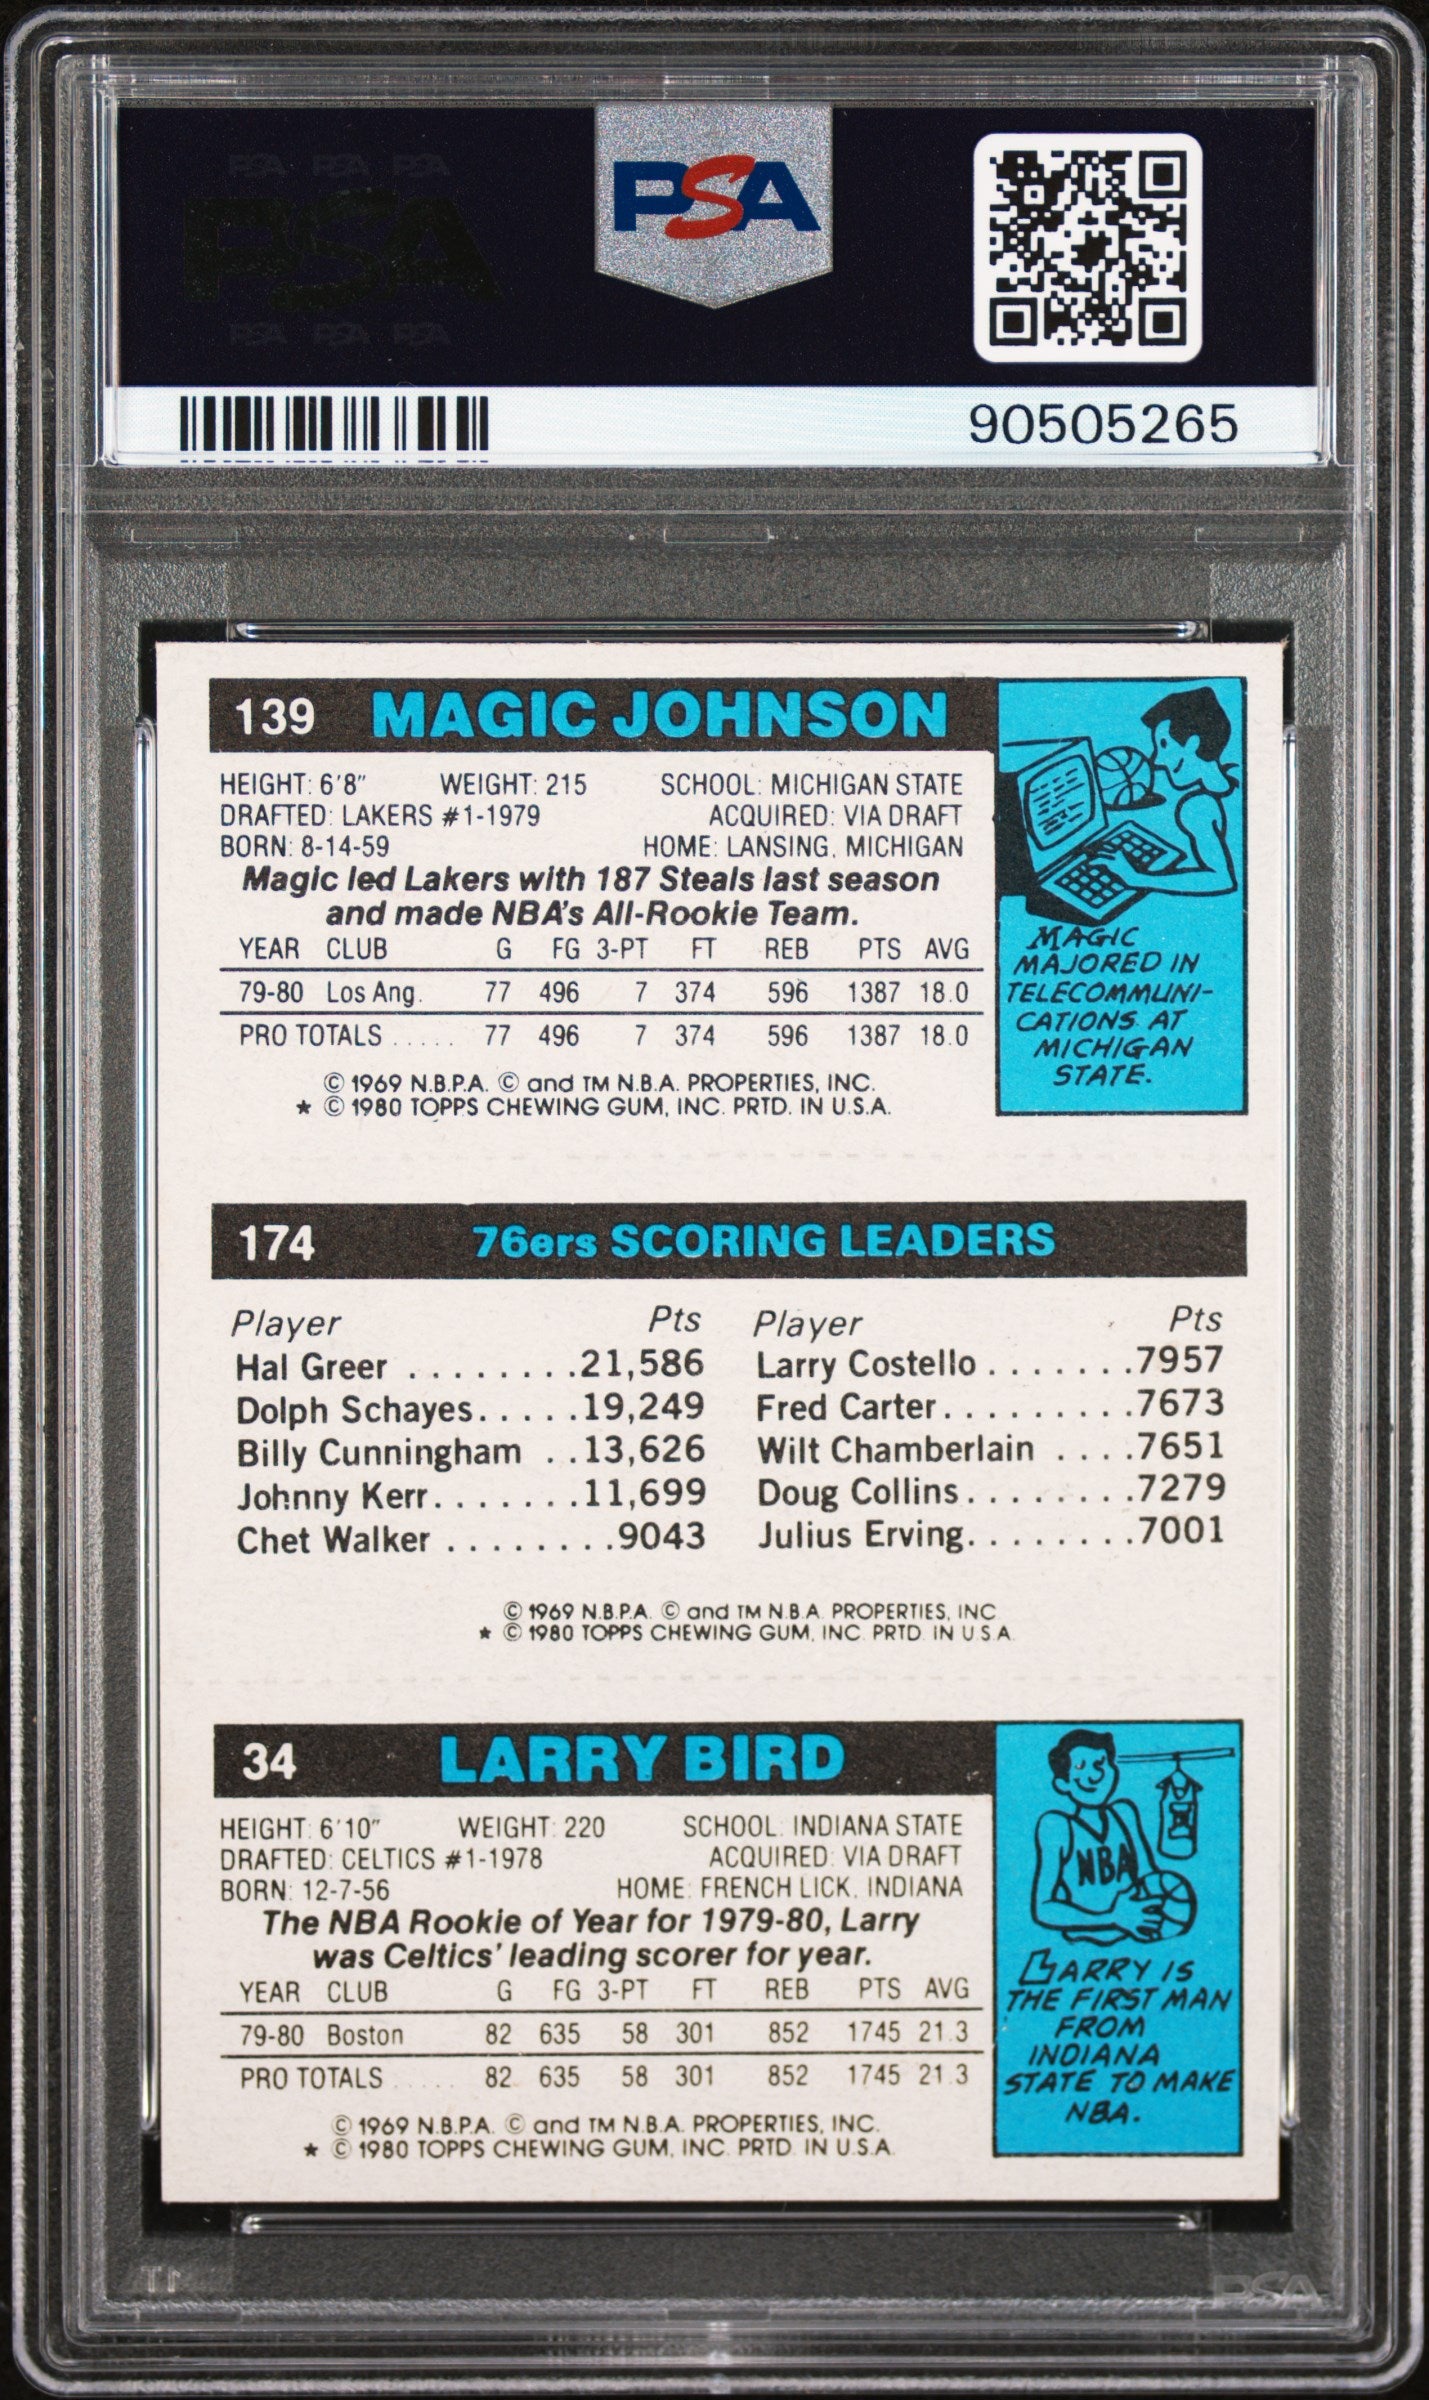 PSA PSA PSA
PSA
PSA PSA PSA
PSA
90505265
139 MAGIC JOHNSON
HEIGHT: 6'8" WEIGHT: 215 SCHOOL: MICHIGAN STATE
DRAFTED: LAKERS #1-1979 ACQUIRED: VIA DRAFT
BORN: 8-14-59 HOME: LANSING, MICHIGAN
Magic led Lakers with 187 Steals last season
and made NBA's All-Rookie Team.
YEAR CLUB G FG 3-PT FT REB PTS AVG
79-80 Los Ang. 77 496 7 374 596 1387 18.0
PRO TOTALS ..... 77 496 7 374 596 1387 18.0
© 1969 N.B.P.A. © and TM N.B.A. PROPERTIES, INC.
★ © 1980 TOPPS CHEWING GUM, INC. PRTD. IN U.S.A.
MAGIC
MAJORED IN
TELECOMMUNI-
CATIONS AT
MICHIGAN
STATE.
174 76ers SCORING LEADERS
Player Pts Player Pts
Hal Greer ........21,586 Larry Costello .......7957
Dolph Schayes.....19,249 Fred Carter.........7673
Billy Cunningham ..13,626 Wilt Chamberlain ....7651
Johnny Kerr.......11,699 Doug Collins........7279
Chet Walker ........9043 Julius Erving........7001
© 1969 N.B.P.A. © and TM N.B.A. PROPERTIES, INC
★ © 1980 TOPPS CHEWING GUM, INC. PRTD. IN U.S.A.
34 LARRY BIRD
HEIGHT: 6'10" WEIGHT: 220 SCHOOL: INDIANA STATE
DRAFTED: CELTICS #1-1978 ACQUIRED: VIA DRAFT
BORN: 12-7-56 HOME: FRENCH LICK, INDIANA
The NBA Rookie of Year for 1979-80, Larry
was Celtics' leading scorer for year.
YEAR CLUB G FG 3-PT FT REB PTS AVG
79-80 Boston 82 635 58 301 852 1745 21.3
PRO TOTALS ..... 82 635 58 301 852 1745 21.3
© 1969 N.B.P.A. © and TM N.B.A. PROPERTIES, INC.
★ © 1980 TOPPS CHEWING GUM, INC. PRTD. IN U.S.A.
NBA
LARRY IS
THE FIRST MAN
FROM
INDIANA
STATE TO MAKE
NBA.
PSA